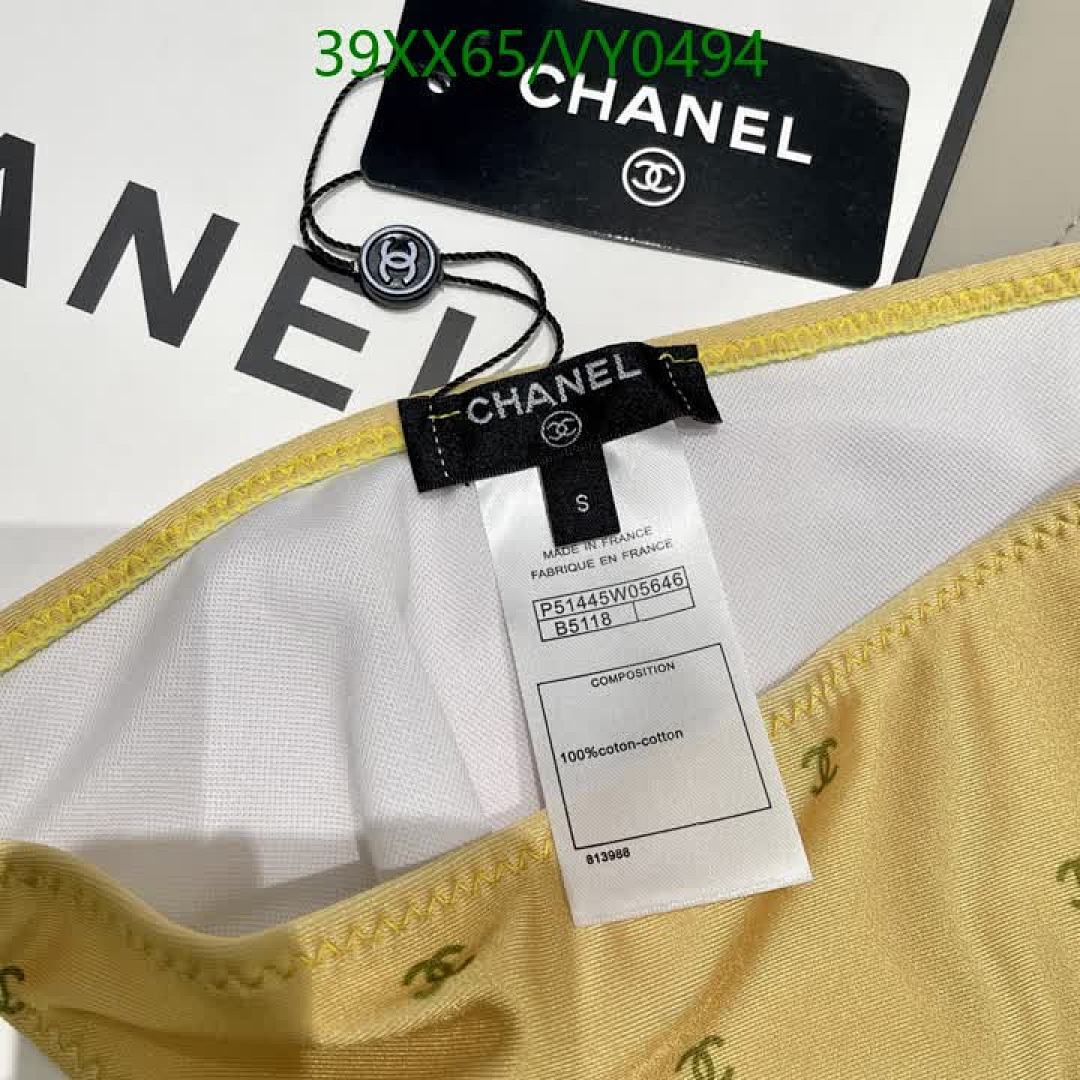 39XX65/VY0494
CHANEL
ANEL
CHANEL
S
MADE IN FRANCE
FABRIQUE EN FRANCE
P51445W05646
B5118
COMPOSITION
100%coton-cotton
813988